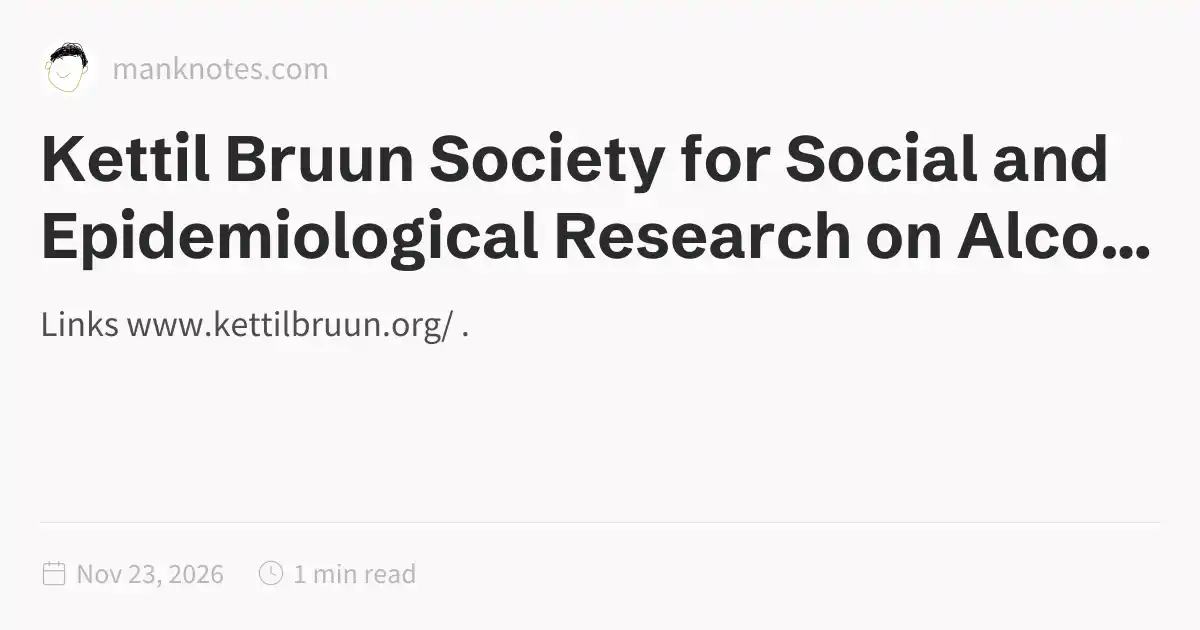 manknotes.com
Kettil Bruun Society for Social and
Epidemiological Research on Alco...
Links www.kettilbruun.org/ .
Nov 23, 2026
1 min read